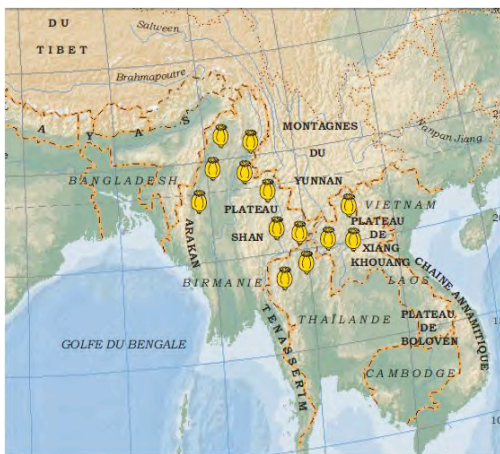 DU
TIBET
Salween
Brahmapoutre
AYAS
MONTAGNES
DU
YUNNAN
Nanpan Jiang
BANGLADESH
VIETNAM
PLATEAU
SHAN
PLATEAU
DE
XIANG
KHOUANG
ARAKAN
BIRMANIE
LAOS
CHAINE ANNAMITIQUE
TENASSERIM
THAÏLANDE
PLATEAU
DE
BOLOVEN
GOLFE DU BENGALE
CAMBODGE